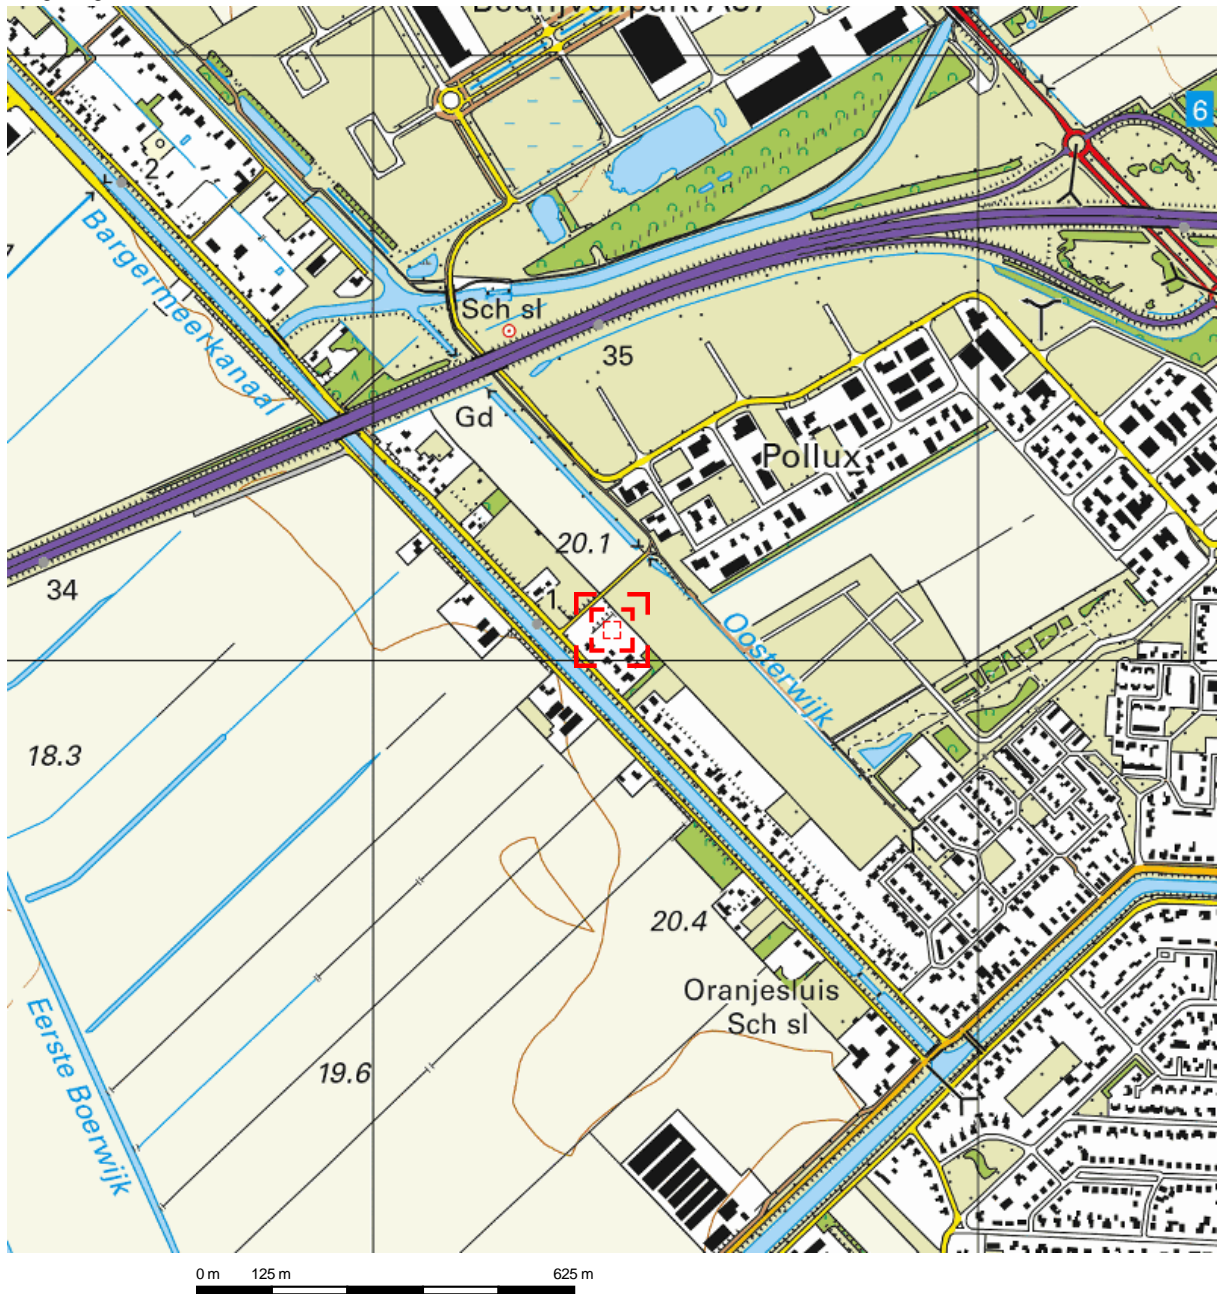 Bedrijvenpark A37
6
2
Bargermeerkanaal
Sch sl
35
Gd
Pollux
20.1
34
1
Oosterwijk
18.3
20.4
Oranjesluis
Sch sl
Eerste Boerwijk
19.6
0 m 125 m 625 m